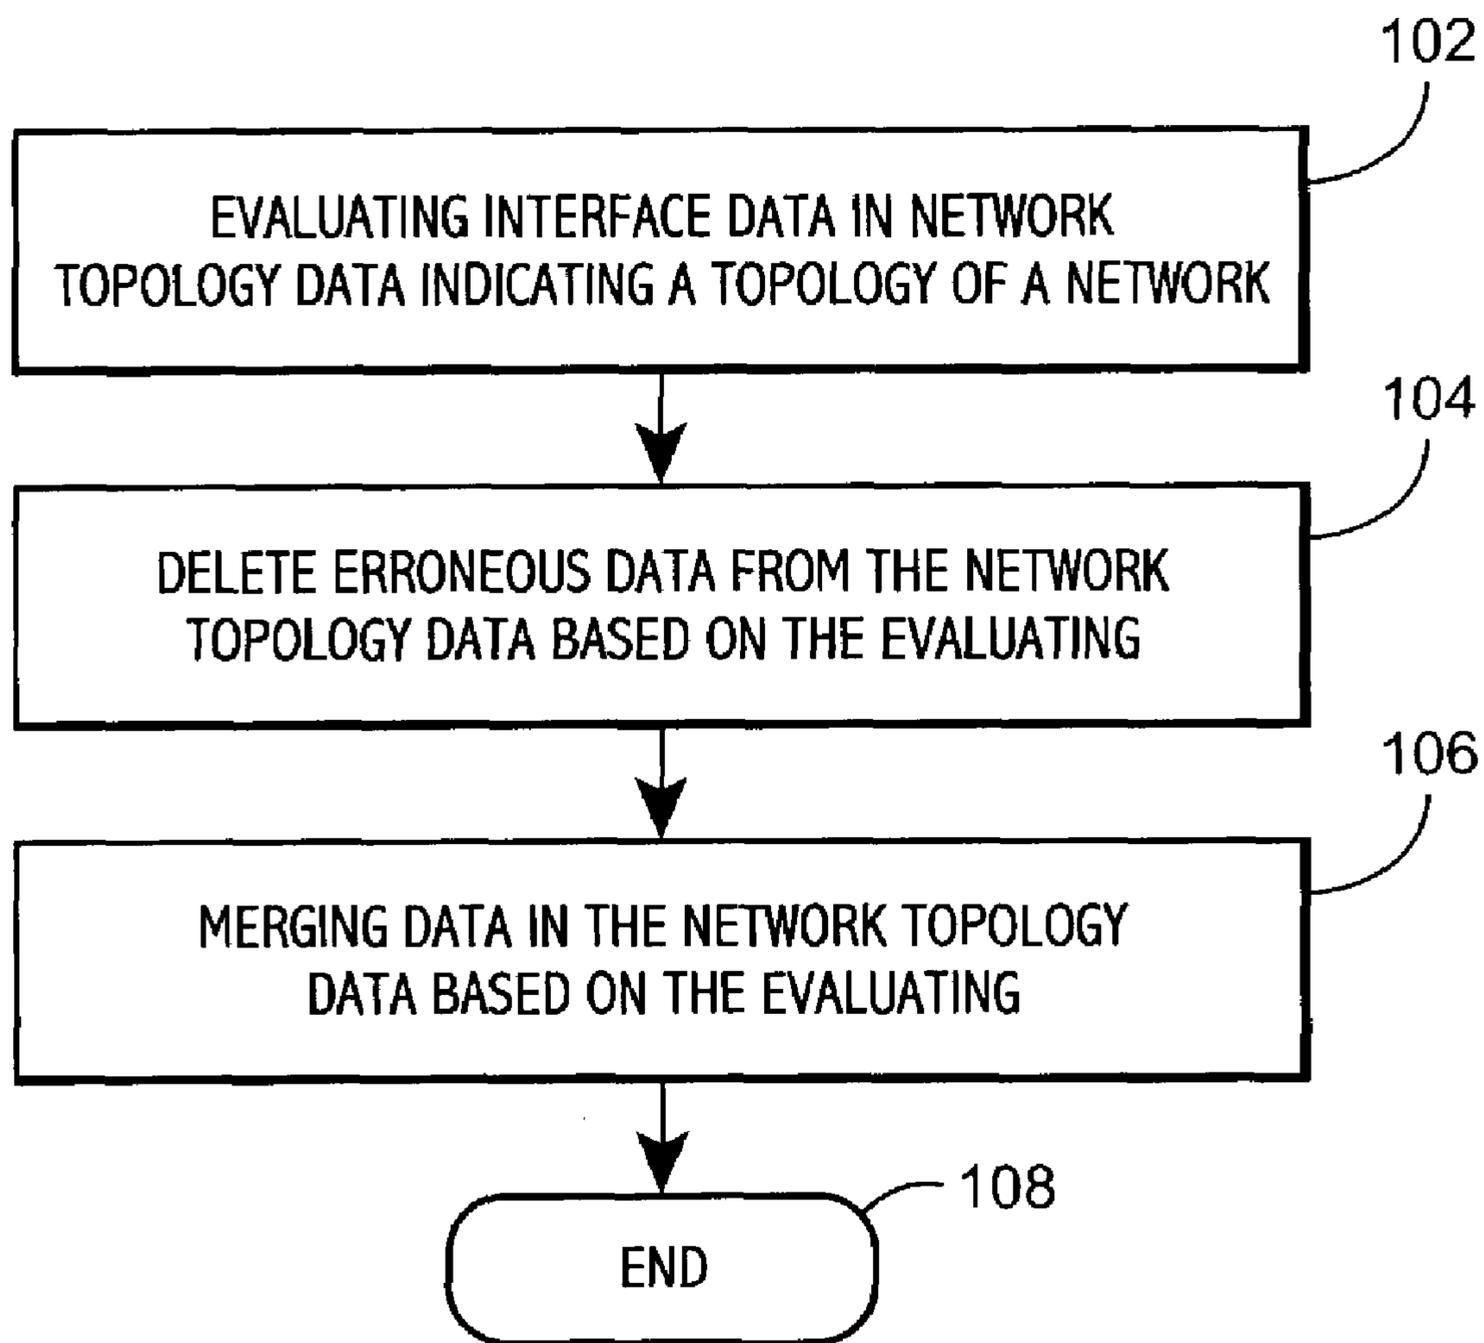 102
EVALUATING INTERFACE DATA IN NETWORK
TOPOLOGY DATA INDICATING A TOPOLOGY OF A NETWORK
104
DELETE ERRONEOUS DATA FROM THE NETWORK
TOPOLOGY DATA BASED ON THE EVALUATING
106
MERGING DATA IN THE NETWORK TOPOLOGY
DATA BASED ON THE EVALUATING
108
END